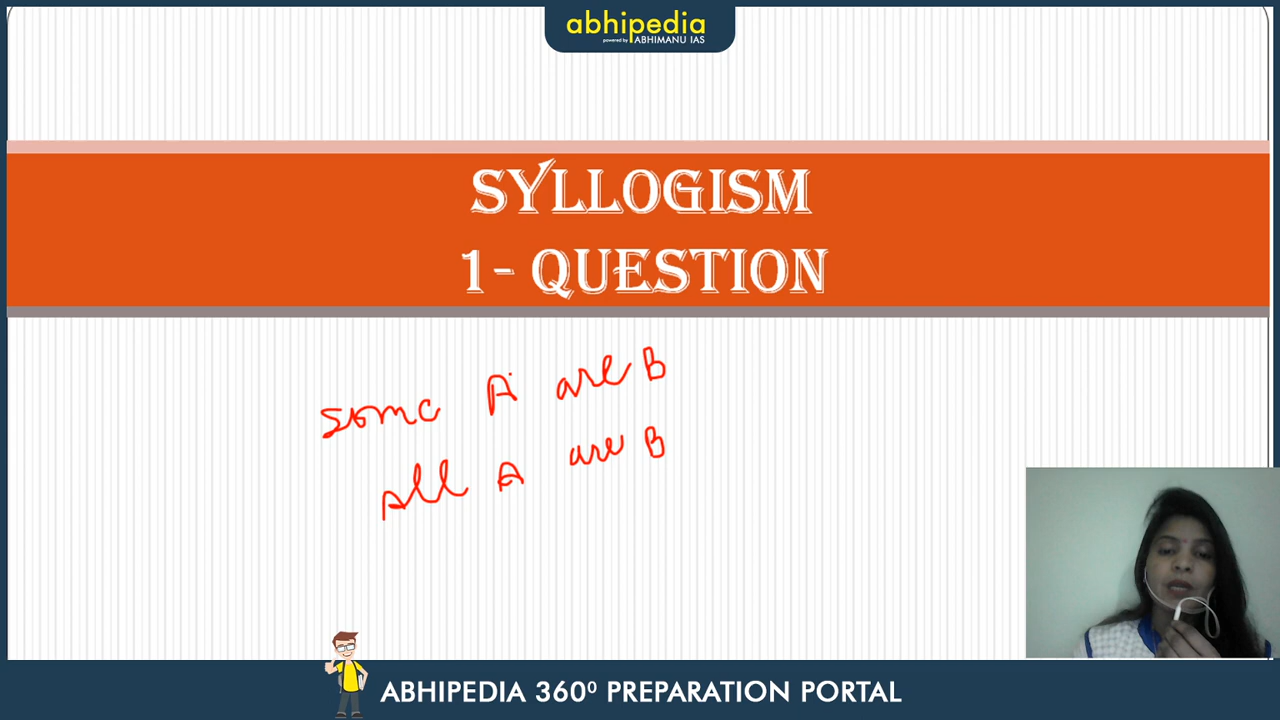 abhipedia
powered by ABHIMANU IAS
SYLLOGISM
1- QUESTION
some A are B
All A are B
ABHIPEDIA 360⁰ PREPARATION PORTAL